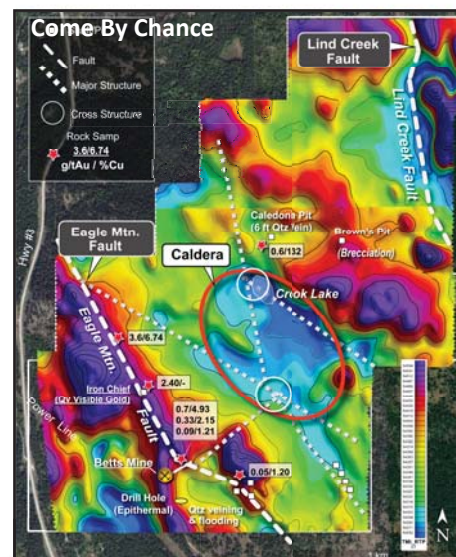 Come By Chance
Fault
Major Structure
Cross Structure
Rock Samp
3.6/6.74
g/tAu / %Cu
Lind Creek
Fault
Lind Creek Fault
Hwy #3
Eagle Mtn.
Fault
Caledonia Pit
(6 ft Qtz Vein)
0.6/132
Brown's Pit
(Brecciation)
Caldera
Crook Lake
Eagle Mtn.
Fault
3.6/6.74
2.40/-
Iron Chief
(Qv Visible Gold)
0.7/4.93
0.33/2.15
0.09/1.21
Power Line
Betts Mine
0.05/1.20
Drill Hole
(Epithermal)
Qtz veining
& flooding
TMI_RTP
N
1 km